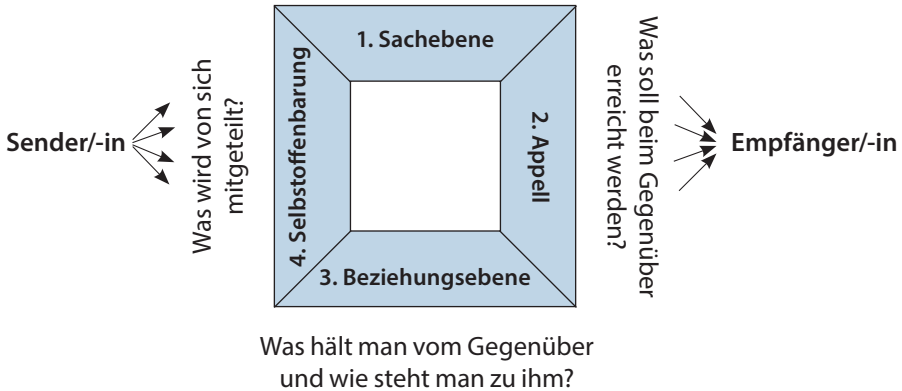 1. Sachebene
Sender/-in
Was wird von sich
mitgeteilt?
4. Selbstoffenbarung
2. Appell
Was soll beim Gegenüber
erreicht werden?
Empfänger/-in
3. Beziehungsebene
Was hält man vom Gegenüber
und wie steht man zu ihm?